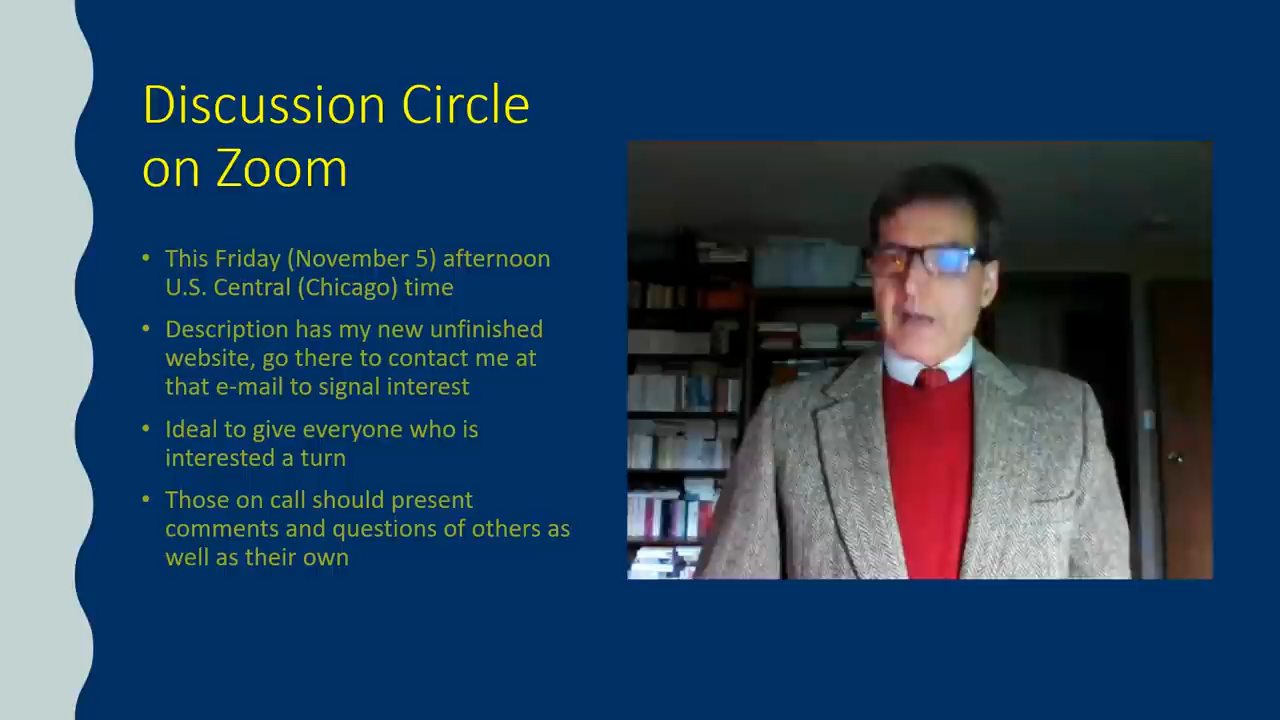 Discussion Circle
on Zoom
• This Friday (November 5) afternoon
U.S. Central (Chicago) time
• Description has my new unfinished
website, go there to contact me at
that e-mail to signal interest
• Ideal to give everyone who is
interested a turn
• Those on call should present
comments and questions of others as
well as their own